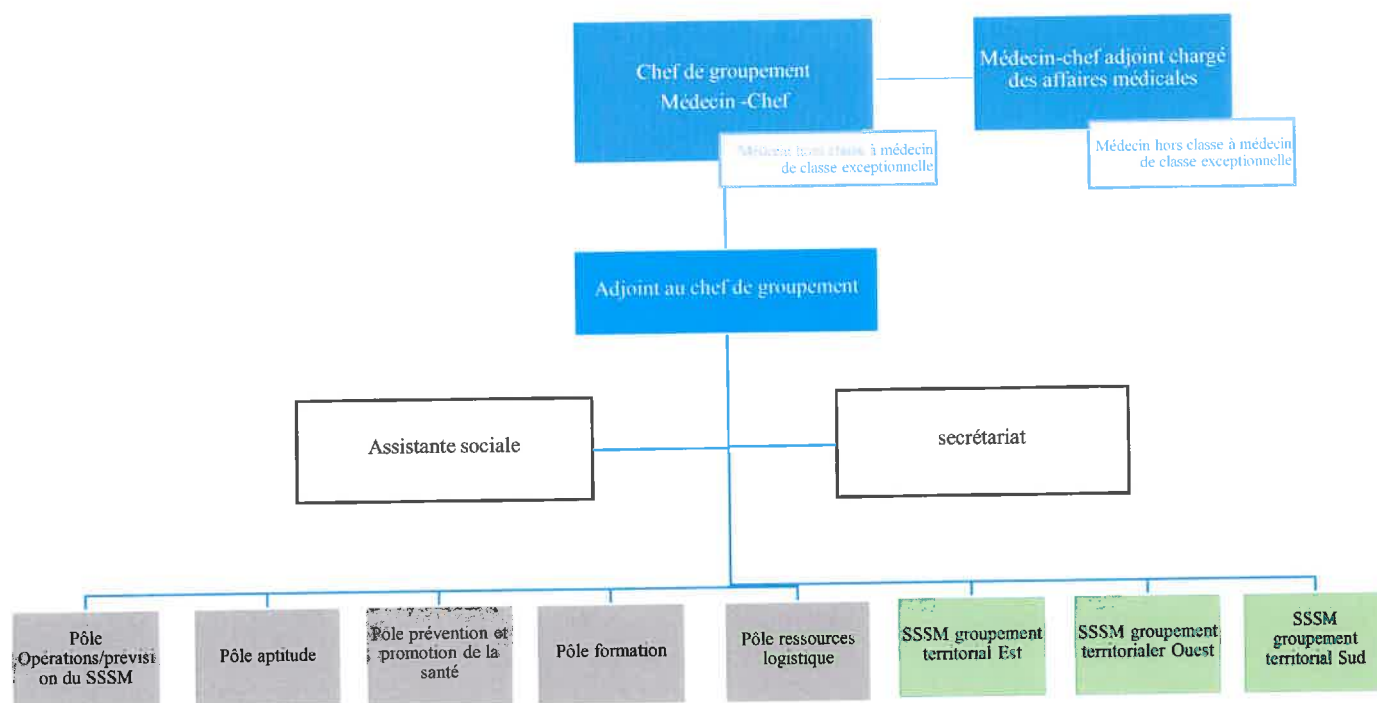 Chef de groupement
Médecin -Chef
Médecin hors classe à médecin
de classe exceptionnelle
Médecin-chef adjoint chargé
des affaires médicales
Médecin hors classe à médecin
de classe exceptionnelle
Adjoint au chef de groupement
Assistante sociale
secrétariat
Pôle
Opérations/prévisi
on du SSSM
Pôle aptitude
Pôle prévention et
promotion de la
santé
Pôle formation
Pôle ressources
logistique
SSSM groupement
territorial Est
SSSM groupement
territorialer Ouest
SSSM
groupement
territorial Sud